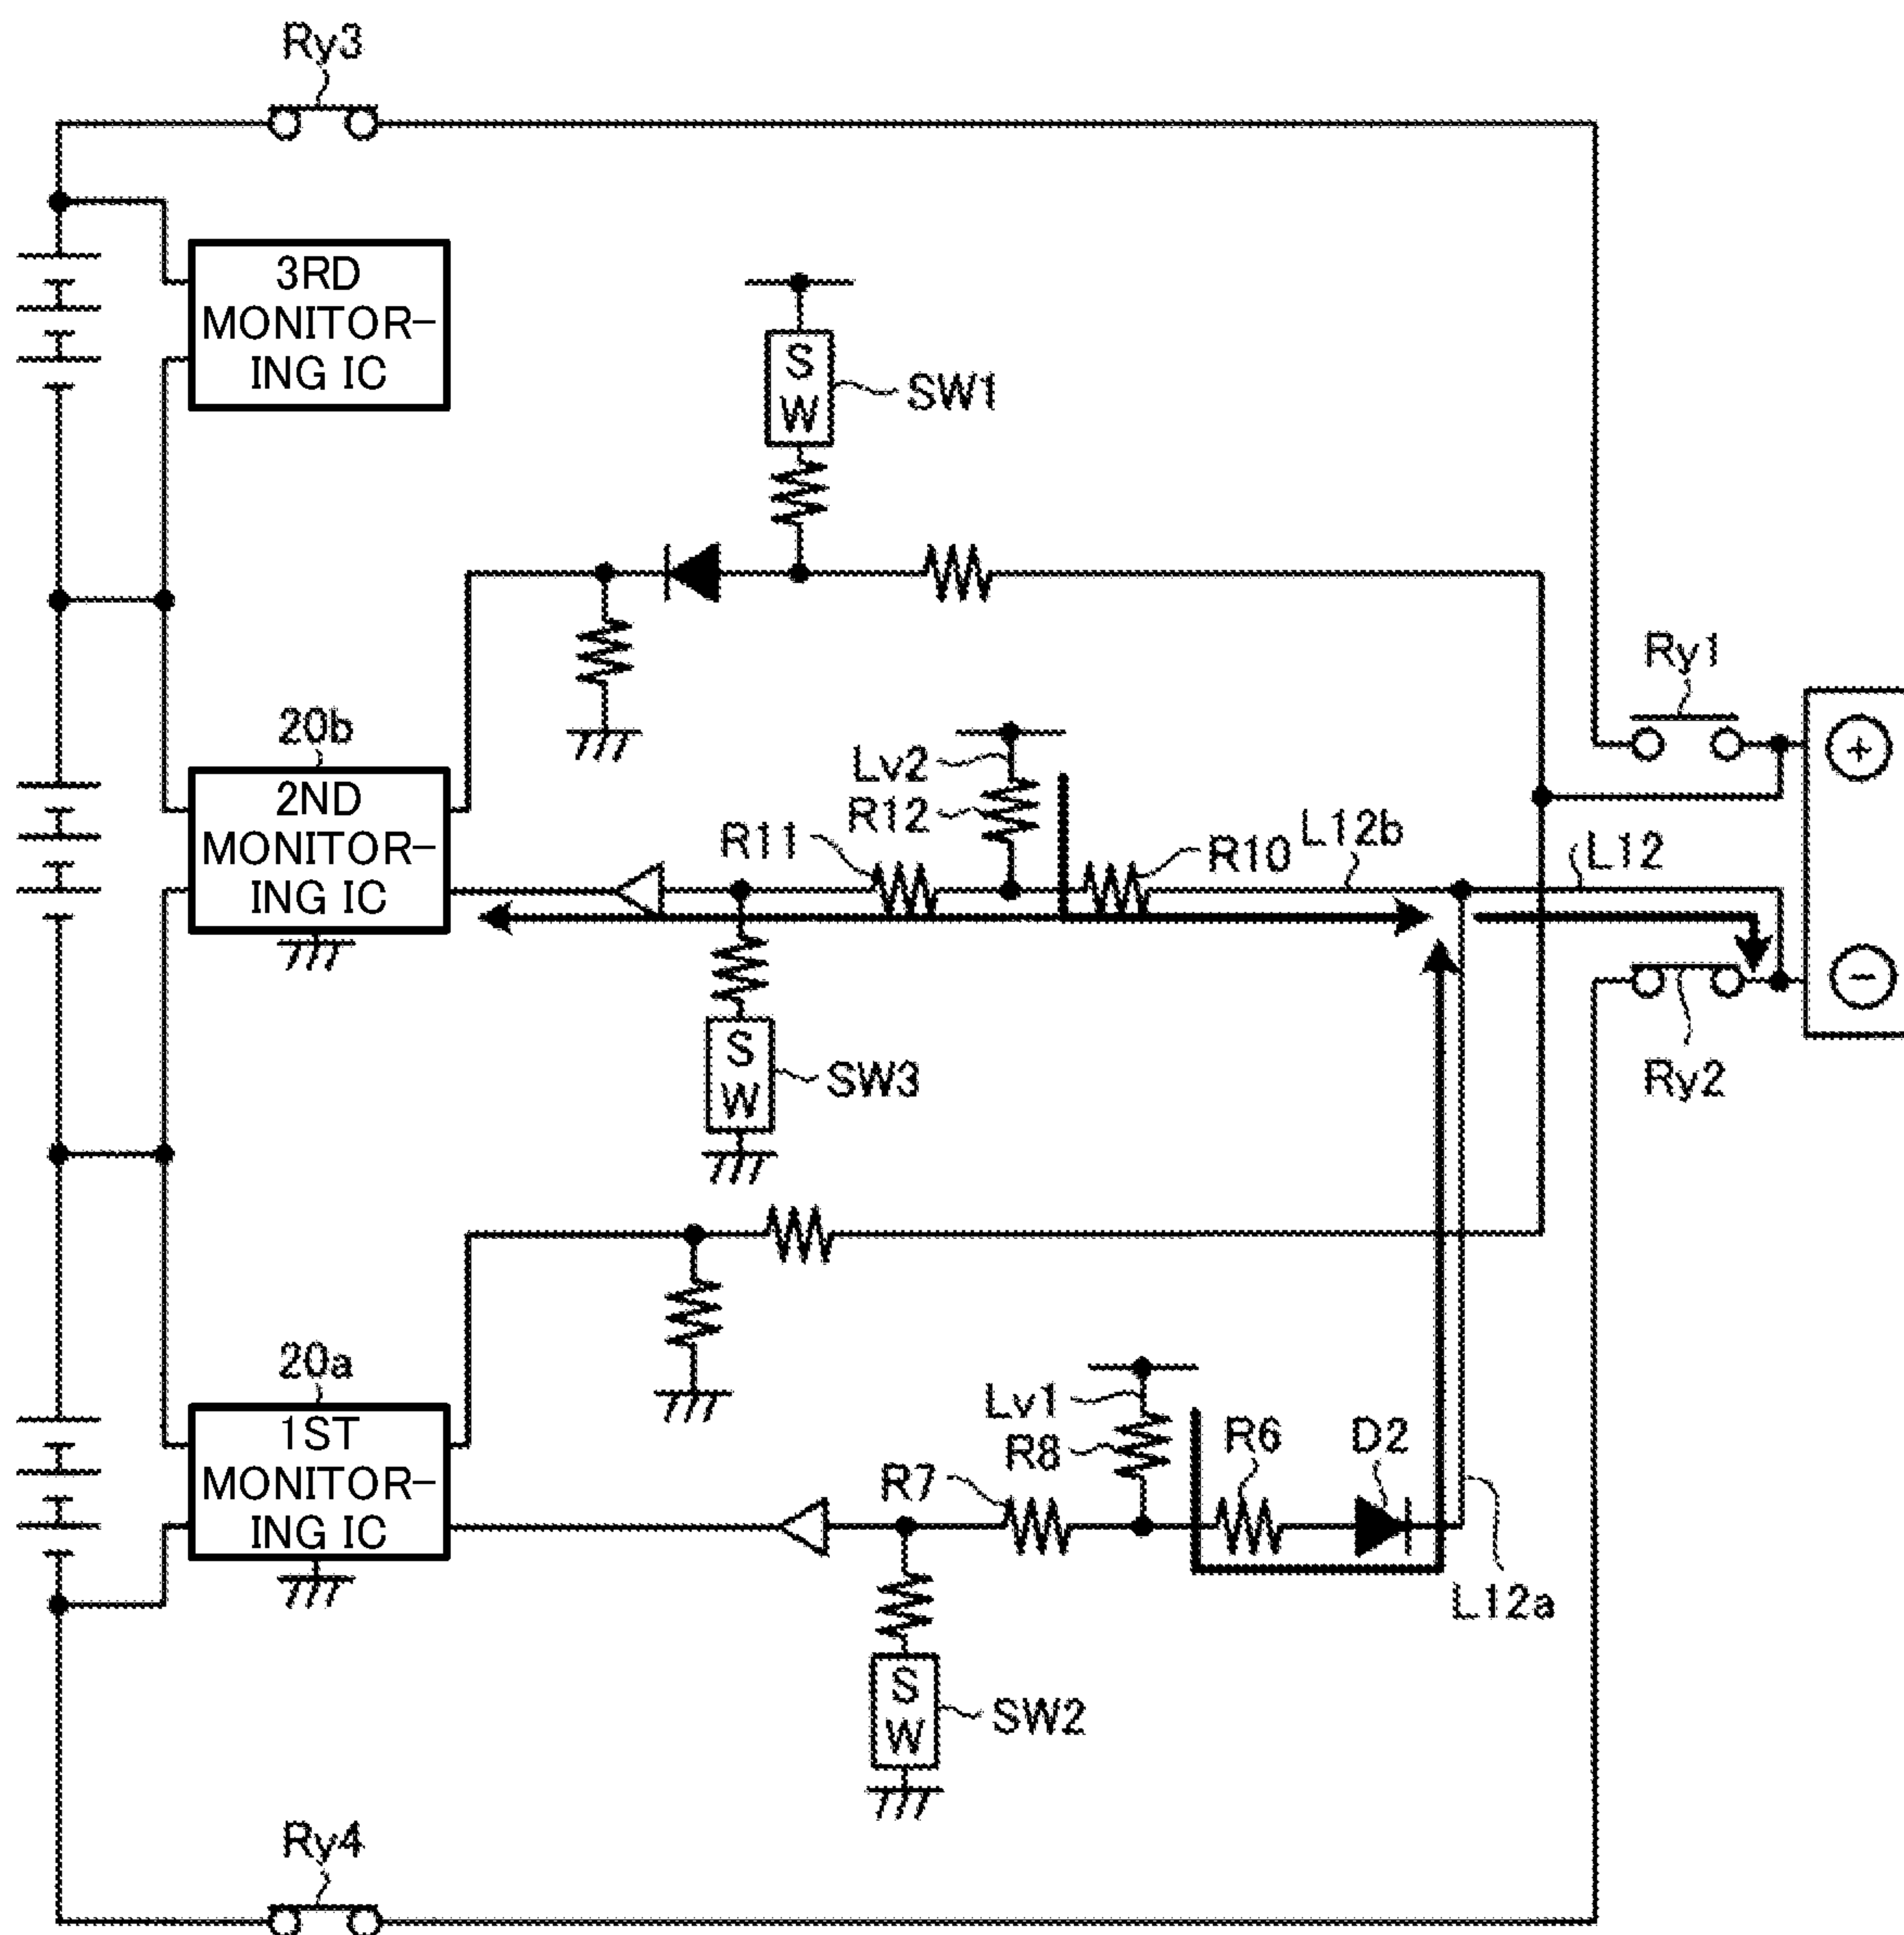 Ry3
3RD
MONITOR-
ING IC
S
W
SW1
Ry1
+
20b
2ND
MONITOR-
ING IC
Lv2
R12
R11
R10
L12b
L12
−
Ry2
S
W
SW3
20a
1ST
MONITOR-
ING IC
Lv1
R8
R7
R6
D2
L12a
S
W
SW2
Ry4